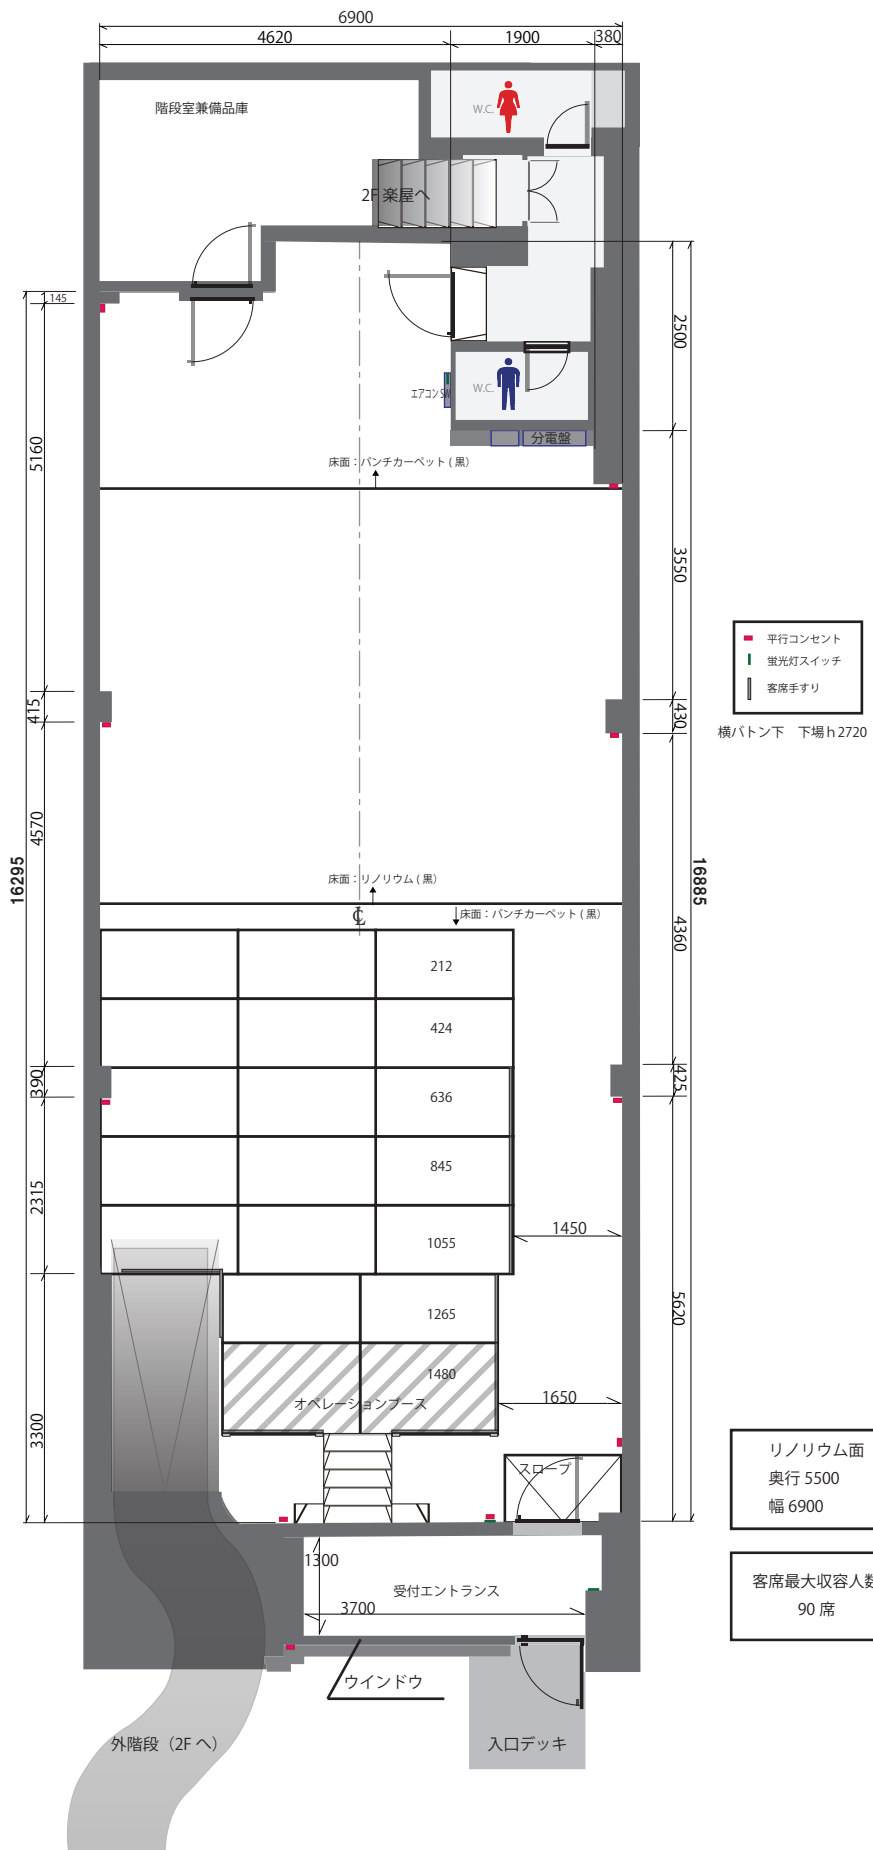 6900
4620
1900
380
階段室兼備品庫
W.C.
2F 楽屋へ
145
2500
エアコンSW
W.C.
分電盤
床面：パンチカーペット ( 黒 )
5160
3550
平行コンセント
蛍光灯スイッチ
客席手すり
横バトン下　下場 h 2720
415
430
4570
16295
16885
床面：リノリウム ( 黒 )
℄
床面：パンチカーペット ( 黒 )
4360
212
424
390
425
636
845
2315
1055
1450
1265
5620
1480
オペレーションブース
1650
3300
スロープ
リノリウム面
奥行 5500
幅 6900
1300
受付エントランス
3700
客席最大収容人数
90 席
ウインドウ
外階段（2F へ）
入口デッキ